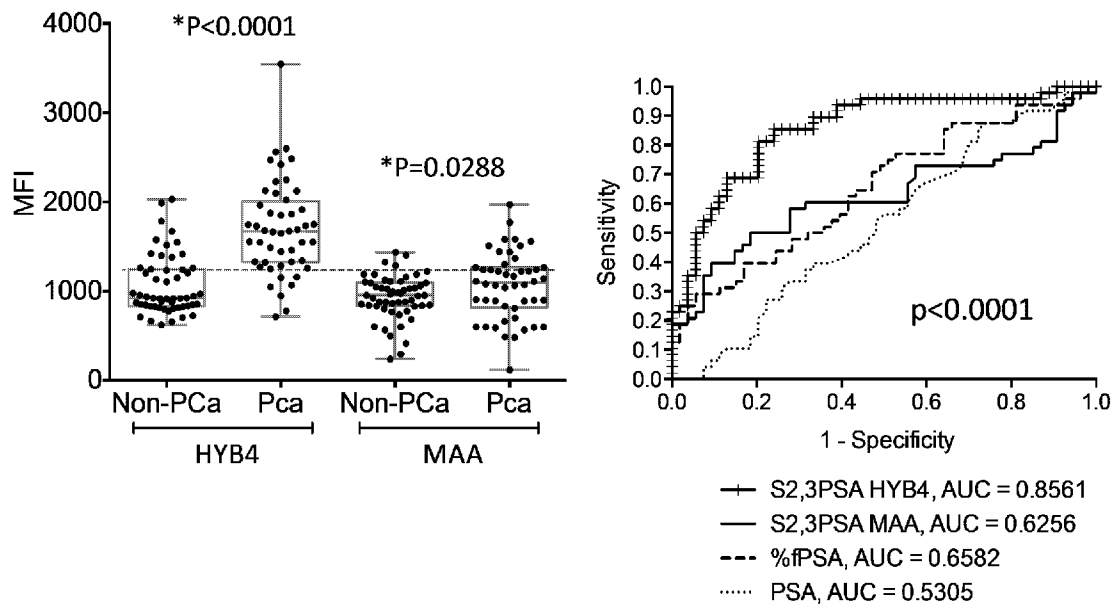 4000
3000
2000
1000
0
MFI
*P<0.0001
*P=0.0288
Non-PCa
Pca
Non-PCa
Pca
HYB4
MAA
1.0
0.9
0.8
0.7
0.6
0.5
0.4
0.3
0.2
0.1
0.0
Sensitivity
p<0.0001
0.0
0.2
0.4
0.6
0.8
1.0
1 - Specificity
S2,3PSA HYB4, AUC = 0.8561
S2,3PSA MAA, AUC = 0.6256
%fPSA, AUC = 0.6582
PSA, AUC = 0.5305